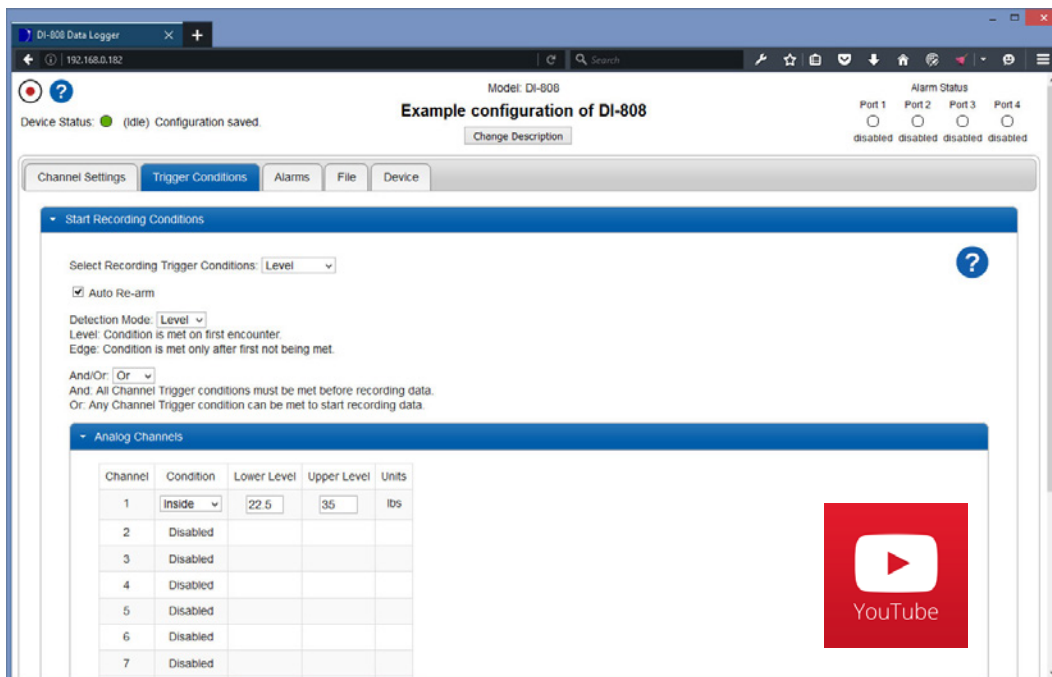 DI-808 Data Logger
192.168.0.182
Search
Model: DI-808
Example configuration of DI-808
Change Description
Device Status: (Idle) Configuration saved.
Alarm Status
Port 1 Port 2 Port 3 Port 4
disabled disabled disabled disabled
Channel Settings Trigger Conditions Alarms File Device
Start Recording Conditions
Select Recording Trigger Conditions: Level
Auto Re-arm
Detection Mode: Level
Level: Condition is met on first encounter.
Edge: Condition is met only after first not being met.
And/Or: Or
And: All Channel Trigger conditions must be met before recording data.
Or: Any Channel Trigger condition can be met to start recording data.
Analog Channels
Channel Condition Lower Level Upper Level Units
1 Inside 22.5 35 lbs
2 Disabled
3 Disabled
4 Disabled
5 Disabled
6 Disabled
7 Disabled
YouTube